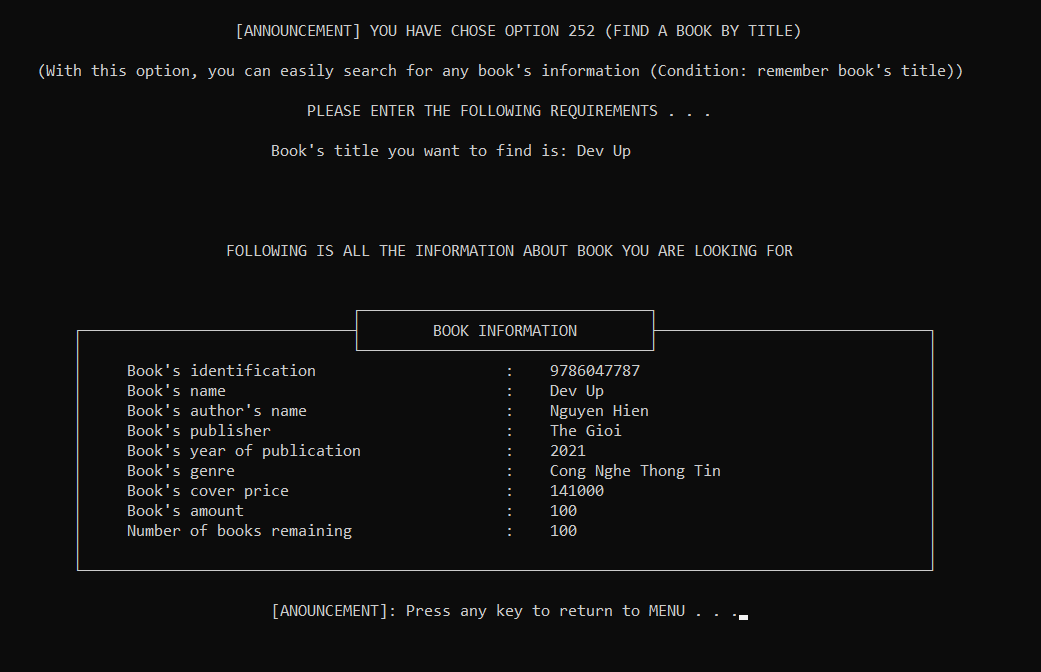 [ANNOUNCEMENT] YOU HAVE CHOSE OPTION 252 (FIND A BOOK BY TITLE)
(With this option, you can easily search for any book's information (Condition: remember book's title))
PLEASE ENTER THE FOLLOWING REQUIREMENTS . . .
Book's title you want to find is: Dev Up
FOLLOWING IS ALL THE INFORMATION ABOUT BOOK YOU ARE LOOKING FOR
BOOK INFORMATION
Book's identification : 9786047787
Book's name : Dev Up
Book's author's name : Nguyen Hien
Book's publisher : The Gioi
Book's year of publication : 2021
Book's genre : Cong Nghe Thong Tin
Book's cover price : 141000
Book's amount : 100
Number of books remaining : 100
[ANOUNCEMENT]: Press any key to return to MENU . . .